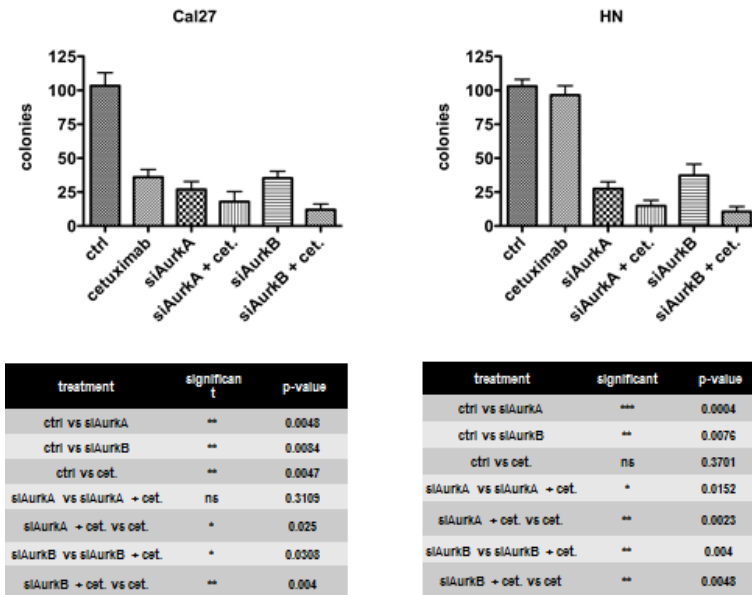 Cal27
HN
125
100
75
50
25
0
colonies
ctrl
cetuximab
siAurkA
siAurkA + cet.
siAurkB
siAurkB + cet.
125
100
75
50
25
0
colonies
ctrl
cetuximab
siAurkA
siAurkA + cet.
siAurkB
siAurkB + cet.
treatment significan
t p-value
ctrl vs siAurkA ** 0.0048
ctrl vs siAurkB ** 0.0084
ctrl vs cet. ** 0.0047
siAurkA vs siAurkA + cet. ns 0.3109
siAurkA + cet. vs cet. * 0.025
siAurkB vs siAurkB + cet. * 0.0308
siAurkB + cet. vs cet. ** 0.004
treatment significant p-value
ctrl vs siAurkA *** 0.0004
ctrl vs siAurkB ** 0.0076
ctrl vs cet. ns 0.3701
siAurkA vs siAurkA + cet. * 0.0152
siAurkA + cet. vs cet. ** 0.0023
siAurkB vs siAurkB + cet. ** 0.004
siAurkB + cet. vs cet ** 0.0048